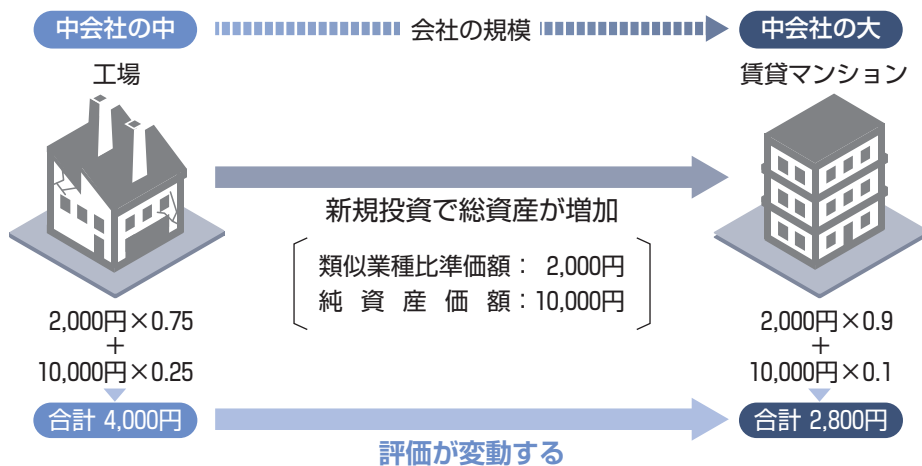 中会社の中
会社の規模
中会社の大
工場
賃貸マンション
新規投資で総資産が増加
類似業種比準価額： 2,000円
純資産価額：10,000円
2,000円×0.75
＋
10,000円×0.25
合計 4,000円
2,000円×0.9
＋
10,000円×0.1
合計 2,800円
評価が変動する